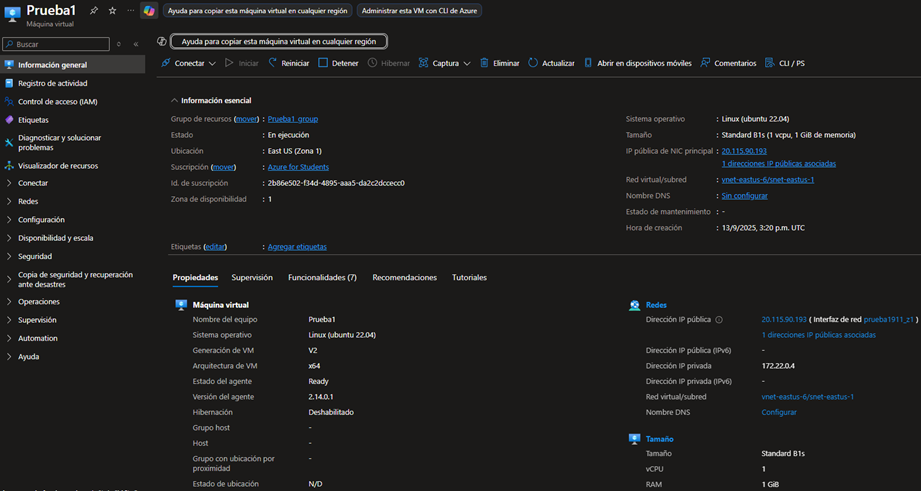 Prueba1
Máquina virtual
Ayuda para copiar esta máquina virtual en cualquier región
Administrar esta VM con CLI de Azure
Buscar
Ayuda para copiar esta máquina virtual en cualquier región
Conectar
Iniciar
Reiniciar
Detener
Hibernar
Captura
Eliminar
Actualizar
Abrir en dispositivos móviles
Comentarios
CLI / PS
Información general
Registro de actividad
Control de acceso (IAM)
Etiquetas
Diagnosticar y solucionar
problemas
Visualizador de recursos
Conectar
Redes
Configuración
Disponibilidad y escala
Seguridad
Copia de seguridad y recuperación
ante desastres
Operaciones
Supervisión
Automation
Ayuda
Información esencial
Grupo de recursos (mover) : Prueba1_group
Estado : En ejecución
Ubicación : East US (Zona 1)
Suscripción (mover) : Azure for Students
Id. de suscripción : 2b86e502-f34d-4895-aaa5-da2c2dccecc0
Zona de disponibilidad : 1
Sistema operativo : Linux (ubuntu 22.04)
Tamaño : Standard B1s (1 vcpu, 1 GiB de memoria)
IP pública de NIC principal : 20.115.90.193
1 direcciones IP públicas asociadas
Red virtual/subred : vnet-eastus-6/snet-eastus-1
Nombre DNS : Sin configurar
Estado de mantenimiento : -
Hora de creación : 13/9/2025, 3:20 p.m. UTC
Etiquetas (editar) : Agregar etiquetas
Propiedades
Supervisión
Funcionalidades (7)
Recomendaciones
Tutoriales
Máquina virtual
Nombre del equipo Prueba1
Sistema operativo Linux (ubuntu 22.04)
Generación de VM V2
Arquitectura de VM x64
Estado del agente Ready
Versión del agente 2.14.0.1
Hibernación Deshabilitado
Grupo host -
Host -
Grupo con ubicación por -
proximidad
Estado de ubicación N/D
Redes
Dirección IP pública 20.115.90.193 ( Interfaz de red prueba1911_z1 )
1 direcciones IP públicas asociadas
Dirección IP pública (IPv6) -
Dirección IP privada 172.22.0.4
Dirección IP privada (IPv6) -
Red virtual/subred vnet-eastus-6/snet-eastus-1
Nombre DNS Configurar
Tamaño
Tamaño Standard B1s
vCPU 1
RAM 1 GiB